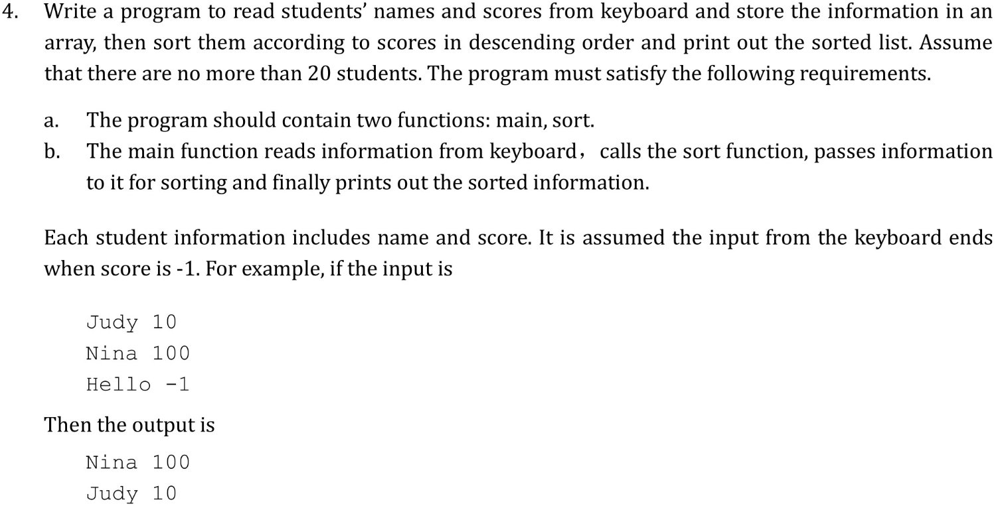 4. Write a program to read students’ names and scores from keyboard and store the information in an
array, then sort them according to scores in descending order and print out the sorted list. Assume
that there are no more than 20 students. The program must satisfy the following requirements.
a. The program should contain two functions: main, sort.
b. The main function reads information from keyboard，calls the sort function, passes information
to it for sorting and finally prints out the sorted information.
Each student information includes name and score. It is assumed the input from the keyboard ends
when score is -1. For example, if the input is
Judy 10
Nina 100
Hello -1
Then the output is
Nina 100
Judy 10